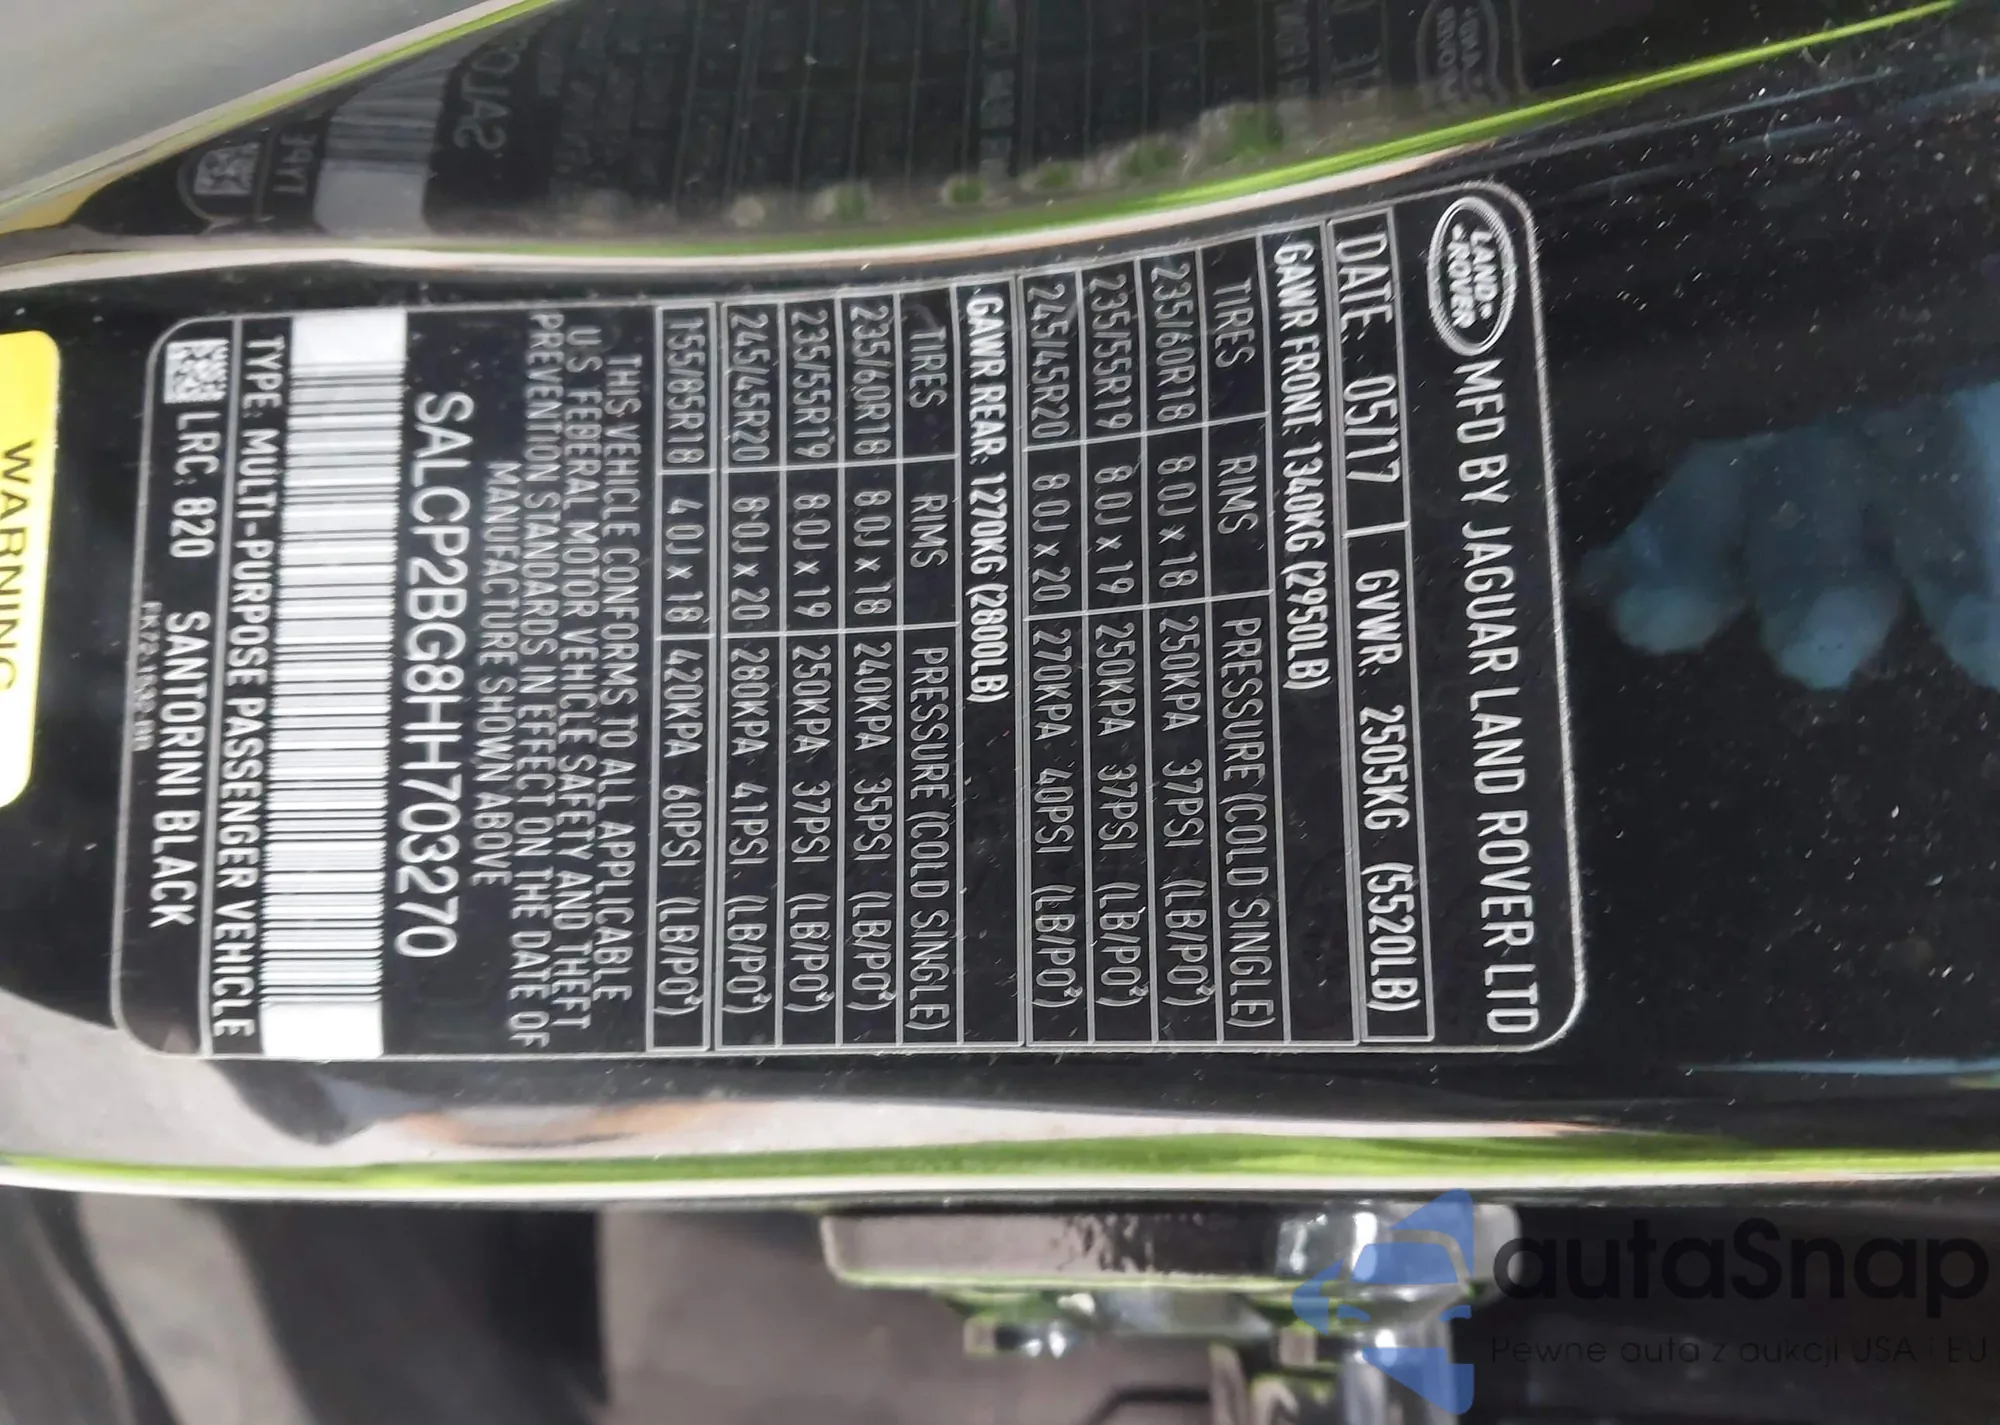 LAND-
-ROVER
MFD BY JAGUAR LAND ROVER LTD
DATE: 05/17 GVWR: 2505KG (5520LB)
GAWR FRONT: 1340KG (2950LB)
TIRES RIMS PRESSURE (COLD SINGLE)
235/60R18 8.0J x 18 250KPA 37PSI (LB/PO²)
235/55R19 8.0J x 19 250KPA 37PSI (LB/PO²)
245/45R20 8.0J x 20 270KPA 40PSI (LB/PO²)
GAWR REAR: 1270KG (2800LB)
TIRES RIMS PRESSURE (COLD SINGLE)
235/60R18 8.0J x 18 240KPA 35PSI (LB/PO²)
235/55R19 8.0J x 19 250KPA 37PSI (LB/PO²)
245/45R20 8.0J x 20 280KPA 41PSI (LB/PO²)
155/85R18 4.0J x 18 420KPA 60PSI (LB/PO²)
THIS VEHICLE CONFORMS TO ALL APPLICABLE
U.S. FEDERAL MOTOR VEHICLE SAFETY AND THEFT
PREVENTION STANDARDS IN EFFECT ON THE DATE OF
MANUFACTURE SHOWN ABOVE
SALCP2BG8HH703270
TYPE: MULTI-PURPOSE PASSENGER VEHICLE
LRC: 820 SANTORINI BLACK
WARNING
autaSnap
Pewne auta z aukcji USA i EU